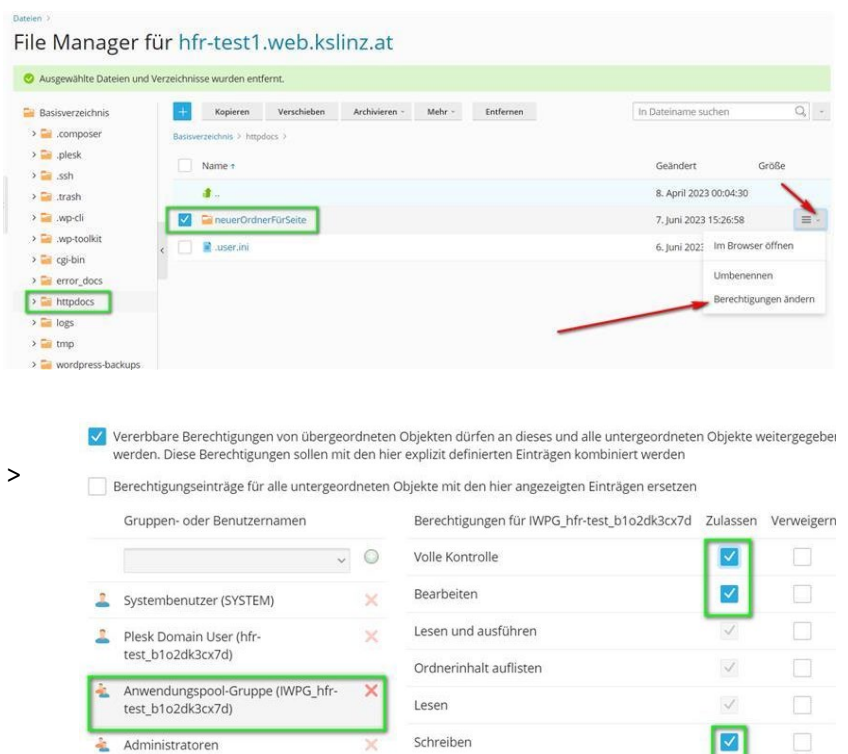 Dateien >
File Manager für hfr-test1.web.kslinz.at
Ausgewählte Dateien und Verzeichnisse wurden entfernt.
Basisverzeichnis
> .composer
> .plesk
> .ssh
> .trash
> .wp-cli
> .wp-toolkit
> cgi-bin
> error_docs
> httpdocs
> logs
> tmp
> wordpress-backups
+ Kopieren Verschieben Archivieren Mehr Entfernen In Dateiname suchen
Basisverzeichnis > httpdocs >
Name ↑ Geändert Größe
.. 8. April 2023 00:04:30
neuerOrdnerFürSeite 7. Juni 2023 15:26:58
.user.ini 6. Juni 2023
Im Browser öffnen
Umbenennen
Berechtigungen ändern
>
Vererbbare Berechtigungen von übergeordneten Objekten dürfen an dieses und alle untergeordneten Objekte weitergegeben
werden. Diese Berechtigungen sollen mit den hier explizit definierten Einträgen kombiniert werden
Berechtigungseinträge für alle untergeordneten Objekte mit den hier angezeigten Einträgen ersetzen
Gruppen- oder Benutzernamen
Systembenutzer (SYSTEM)
Plesk Domain User (hfr-
test_b1o2dk3cx7d)
Anwendungspool-Gruppe (IWPG_hfr-
test_b1o2dk3cx7d)
Administratoren
Berechtigungen für IWPG_hfr-test_b1o2dk3cx7d Zulassen Verweigern
Volle Kontrolle
Bearbeiten
Lesen und ausführen
Ordnerinhalt auflisten
Lesen
Schreiben